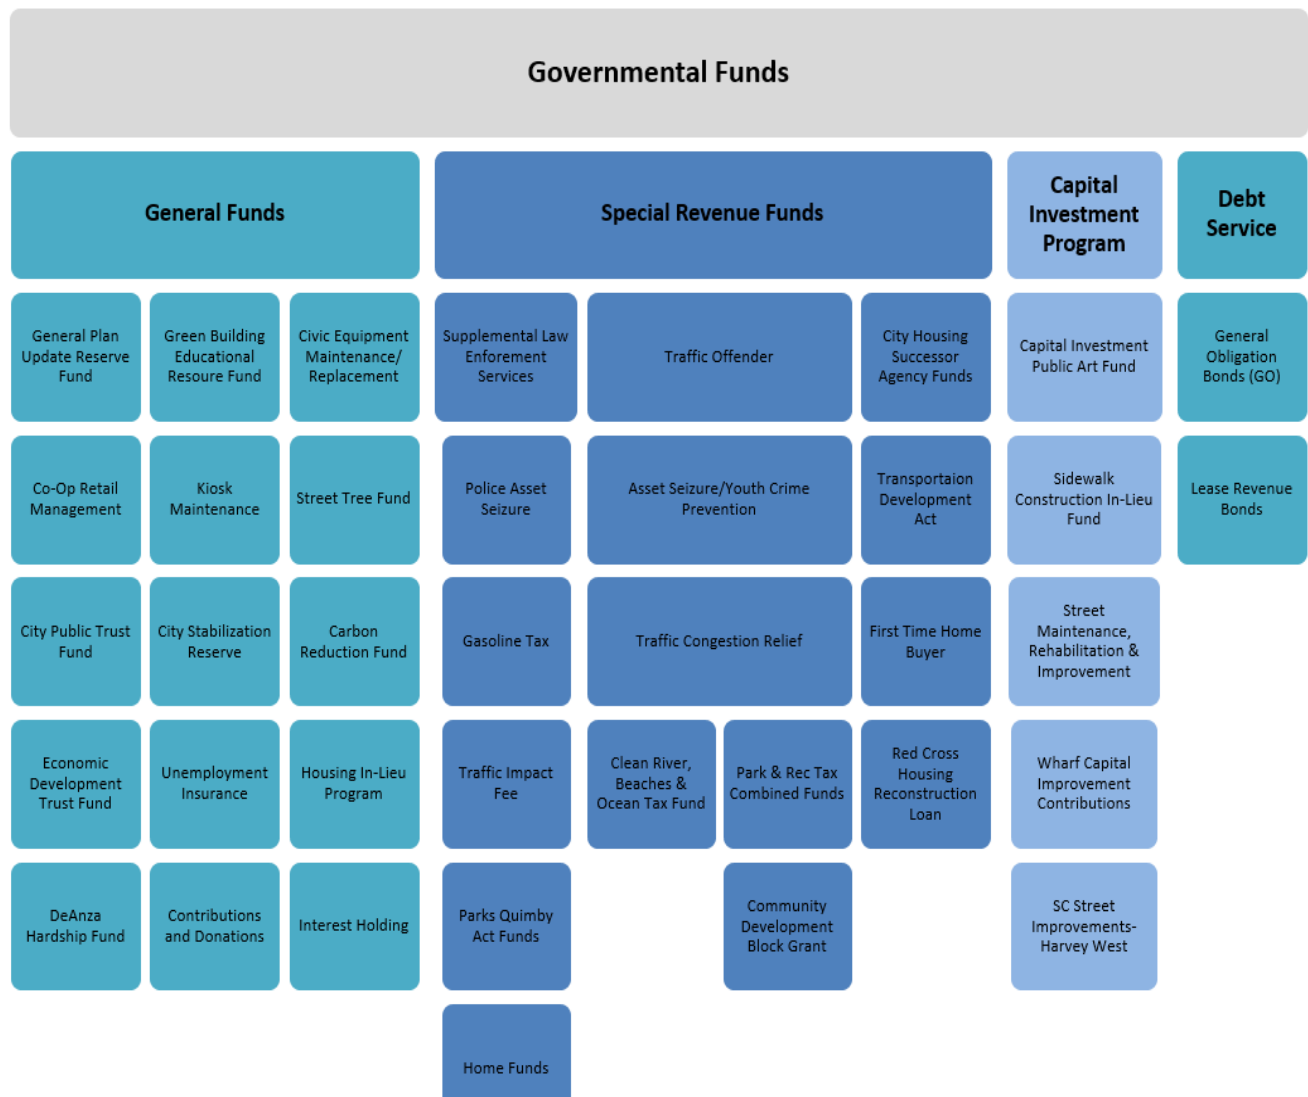 Governmental Funds
General Funds
Special Revenue Funds
Capital
Investment
Program
Debt
Service
General Plan
Update Reserve
Fund
Green Building
Educational
Resoure Fund
Civic Equipment
Maintenance/
Replacement
Supplemental Law
Enforement
Services
Traffic Offender
City Housing
Successor
Agency Funds
Capital Investment
Public Art Fund
General
Obligation
Bonds (GO)
Co-Op Retail
Management
Kiosk
Maintenance
Street Tree Fund
Police Asset
Seizure
Asset Seizure/Youth Crime
Prevention
Transportaion
Development
Act
Sidewalk
Construction In-Lieu
Fund
Lease Revenue
Bonds
City Public Trust
Fund
City Stabilization
Reserve
Carbon
Reduction Fund
Gasoline Tax
Traffic Congestion Relief
First Time Home
Buyer
Street
Maintenance,
Rehabilitation &
Improvement
Economic
Development
Trust Fund
Unemployment
Insurance
Housing In-Lieu
Program
Traffic Impact
Fee
Clean River,
Beaches &
Ocean Tax Fund
Park & Rec Tax
Combined Funds
Red Cross
Housing
Reconstruction
Loan
Wharf Capital
Improvement
Contributions
DeAnza
Hardship Fund
Contributions
and Donations
Interest Holding
Parks Quimby
Act Funds
Community
Development
Block Grant
SC Street
Improvements-
Harvey West
Home Funds